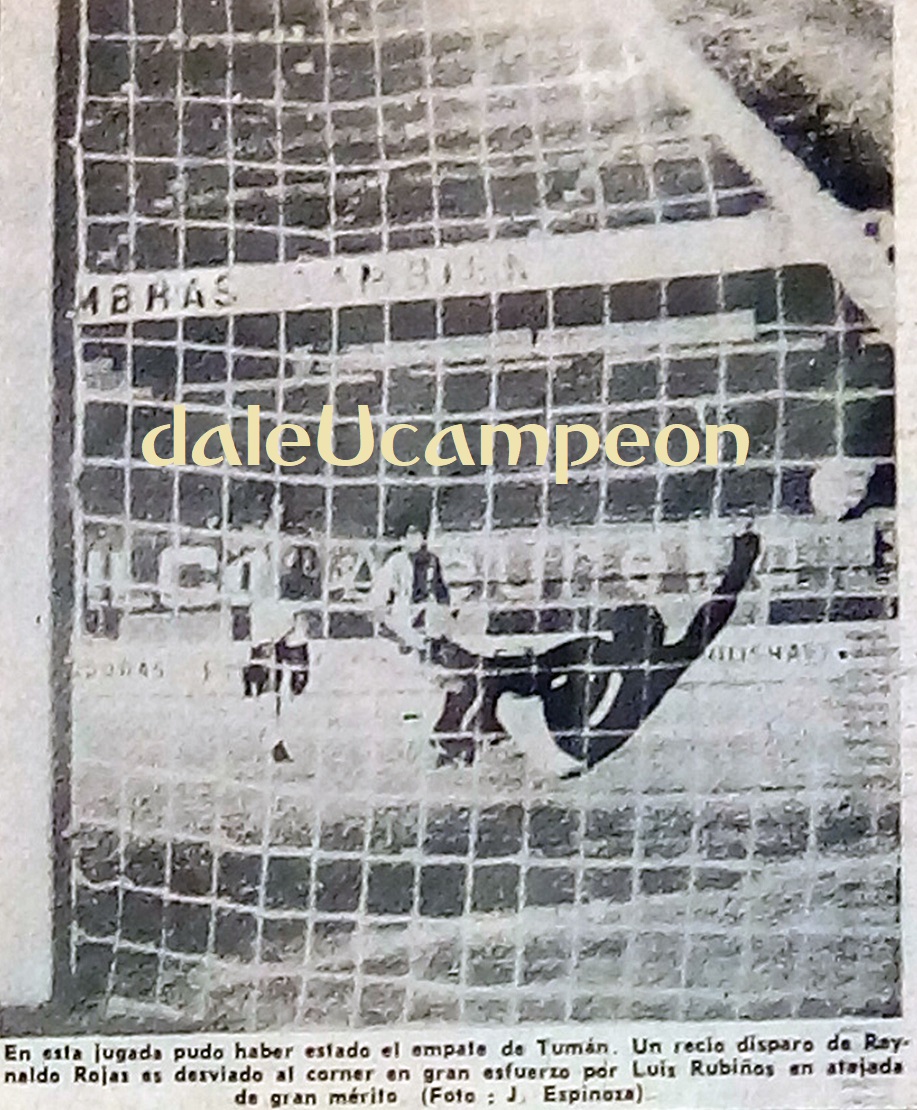 MBRAS
daleUcampeon
En esta jugada pudo haber estado el empate de Tumán. Un recio disparo de Rey-
naldo Rojas es desviado al corner en gran esfuerzo por Luis Rubiños en atajada
de gran mérito (Foto : J. Espinoza)